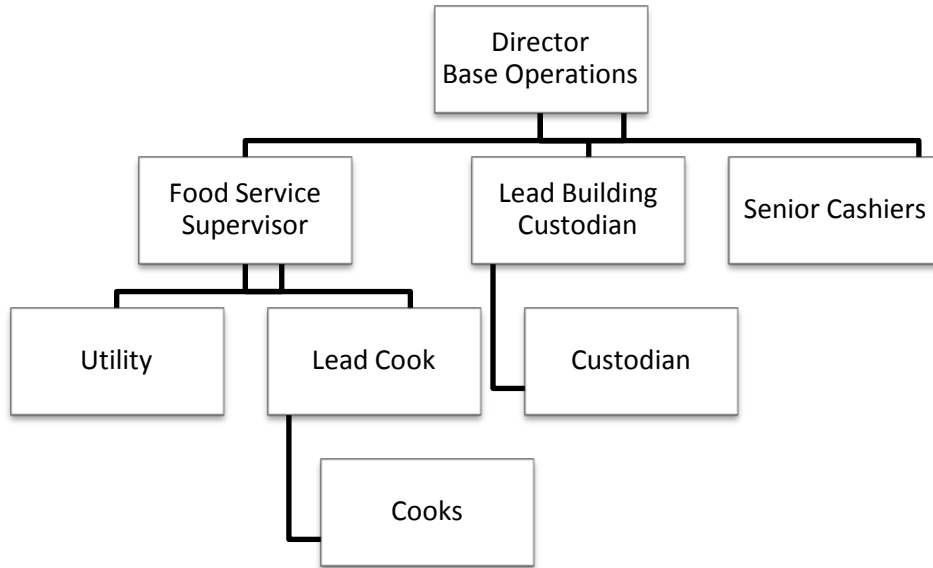 Director
Base Operations
Food Service
Supervisor
Lead Building
Custodian
Senior Cashiers
Utility
Lead Cook
Custodian
Cooks